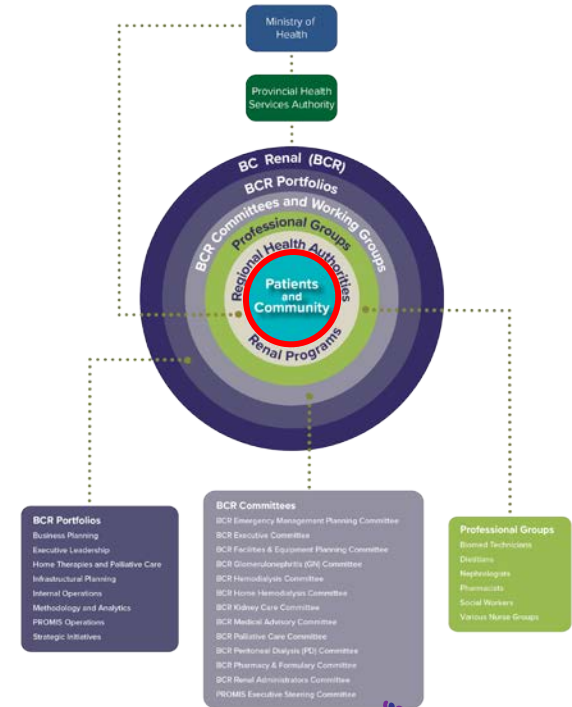 Ministry of
Health
Provincial Health
Services Authority
BC Renal (BCR)
BCR Portfolios
BCR Committees and Working Groups
Professional Groups
Regional Health Authorities
Patients
and
Community
Renal Programs
BCR Portfolios
Business Planning
Executive Leadership
Home Therapies and Palliative Care
Infrastructural Planning
Internal Operations
Methodology and Analytics
PROMIS Operations
Strategic Initiatives
BCR Committees
BCR Emergency Management Planning Committee
BCR Executive Committee
BCR Facilities & Equipment Planning Committee
BCR Glomerulonephritis (GN) Committee
BCR Hemodialysis Committee
BCR Home Hemodialysis Committee
BCR Kidney Care Committee
BCR Medical Advisory Committee
BCR Palliative Care Committee
BCR Peritoneal Dialysis (PD) Committee
BCR Pharmacy & Formulary Committee
BCR Renal Administrators Committee
PROMIS Executive Steering Committee
Professional Groups
Biomed Technicians
Dietitians
Nephrologists
Pharmacists
Social Workers
Various Nurse Groups